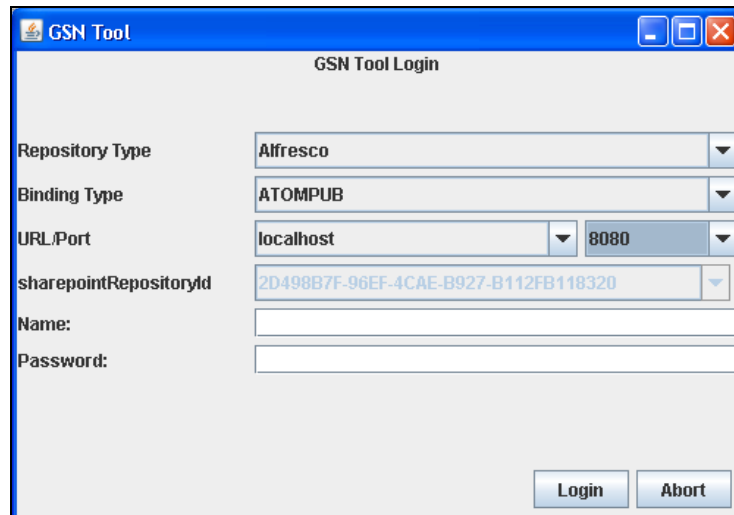 GSN Tool
GSN Tool Login
Repository Type Alfresco
Binding Type ATOMPUB
URL/Port localhost 8080
sharepointRepositoryId 2D498B7F-96EF-4CAE-B927-B112FB118320
Name:
Password:
Login Abort